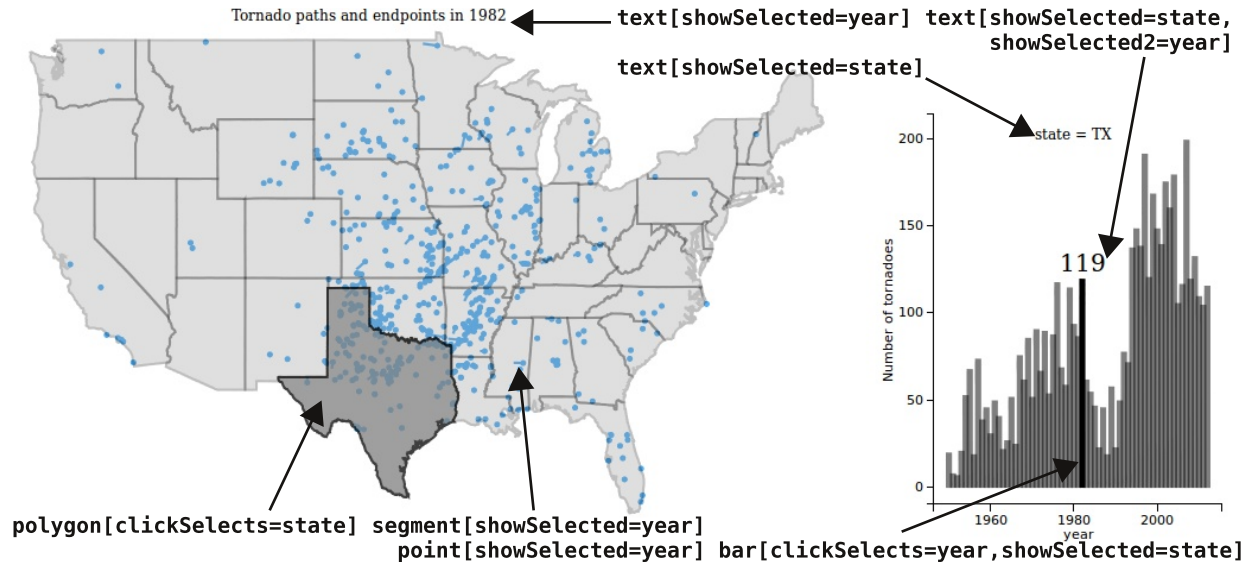 Tornado paths and endpoints in 1982
text[showSelected=year] text[showSelected=state,
showSelected2=year]
text[showSelected=state]
state = TX
119
Number of tornadoes
200
150
100
50
0
1960 1980 2000
year
polygon[clickSelects=state] segment[showSelected=year]
point[showSelected=year] bar[clickSelects=year,showSelected=state]